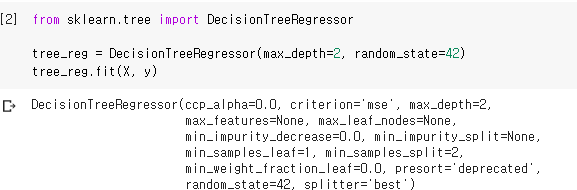 [2] from sklearn.tree import DecisionTreeRegressor
tree_reg = DecisionTreeRegressor(max_depth=2, random_state=42)
tree_reg.fit(X, y)
DecisionTreeRegressor(ccp_alpha=0.0, criterion='mse', max_depth=2,
max_features=None, max_leaf_nodes=None,
min_impurity_decrease=0.0, min_impurity_split=None,
min_samples_leaf=1, min_samples_split=2,
min_weight_fraction_leaf=0.0, presort='deprecated',
random_state=42, splitter='best')